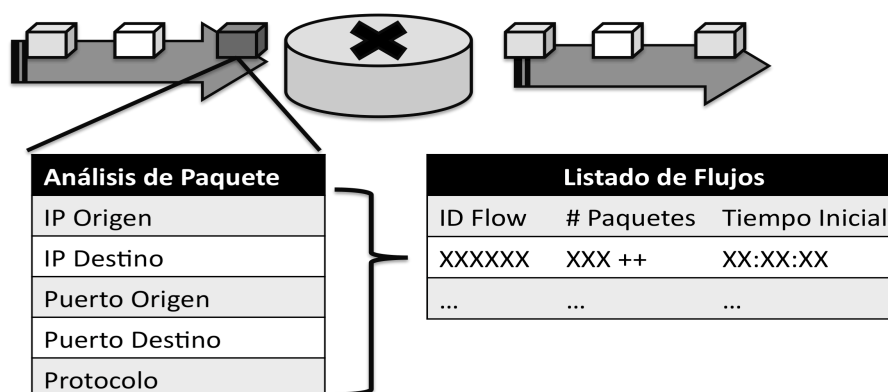 Análisis de Paquete
IP Origen
IP Destino
Puerto Origen
Puerto Destino
Protocolo
Listado de Flujos
ID Flow # Paquetes Tiempo Inicial
XXXXXX XXX ++ XX:XX:XX
... ... ...